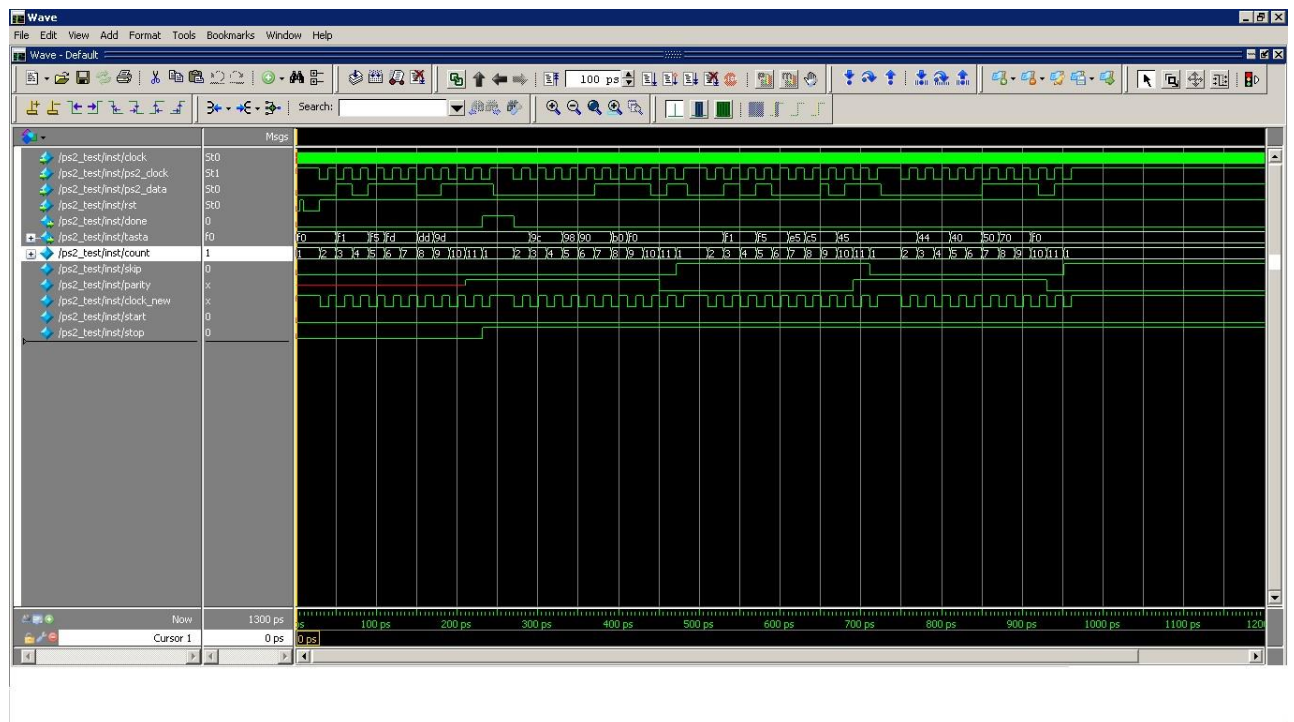 Wave
File Edit View Add Format Tools Bookmarks Window Help
Wave - Default
100 ps
Search:
Msgs
/ps2_test/inst/clock St0
/ps2_test/inst/ps2_clock St1
/ps2_test/inst/ps2_data St0
/ps2_test/inst/rst St0
/ps2_test/inst/done 0
/ps2_test/inst/tasta f0 f0 f1 f5 fd dd 9d 9c 98 90 b0 f0 f1 f5 e5 c5 45 44 40 50 70 f0
/ps2_test/inst/count 1 1 2 3 4 5 6 7 8 9 10 11 1 2 3 4 5 6 7 8 9 10 11 1 2 3 4 5 6 7 8 9 10 11 1 2 3 4 5 6 7 8 9 10 11 1
/ps2_test/inst/skip 0
/ps2_test/inst/parity x
/ps2_test/inst/clock_new x
/ps2_test/inst/start 0
/ps2_test/inst/stop 0
Now 1300 ps ps 100 ps 200 ps 300 ps 400 ps 500 ps 600 ps 700 ps 800 ps 900 ps 1000 ps 1100 ps 120
Cursor 1 0 ps 0 ps